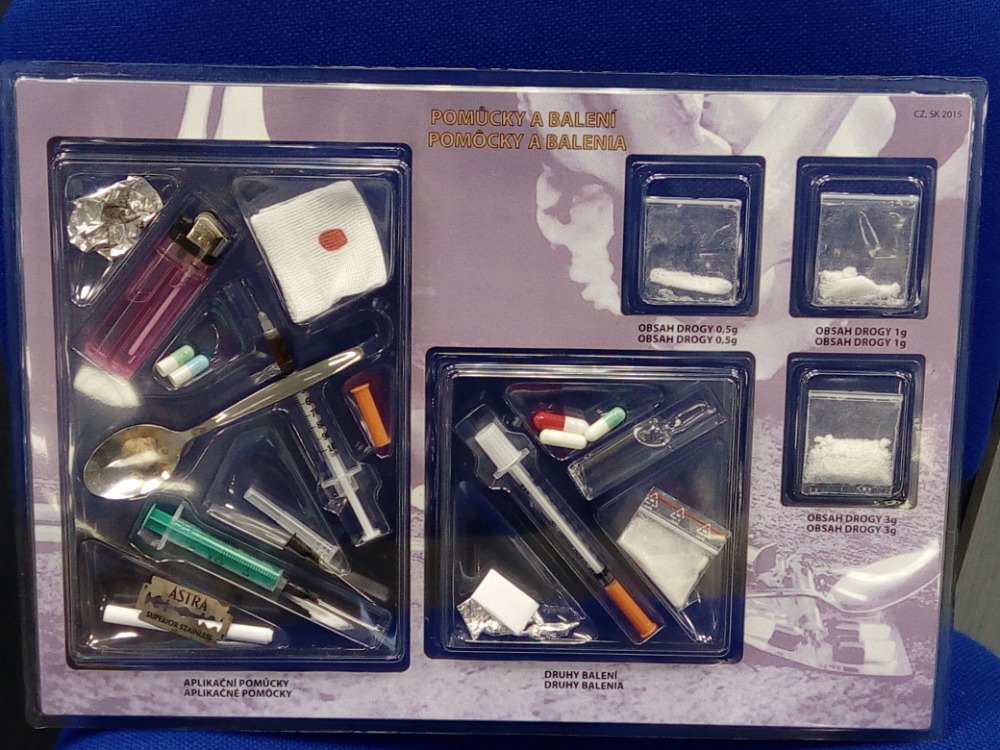 POMŮCKY A BALENÍ
POMÔCKY A BALENIA
CZ, SK 2015
OBSAH DROGY 0,5g
OBSAH DROGY 0,5g
OBSAH DROGY 1g
OBSAH DROGY 1g
OBSAH DROGY 3g
OBSAH DROGY 3g
ASTRA
SUPERIOR STAINLESS
APLIKAČNÍ POMŮCKY
APLIKAČNÉ POMÔCKY
DRUHY BALENÍ
DRUHY BALENIA